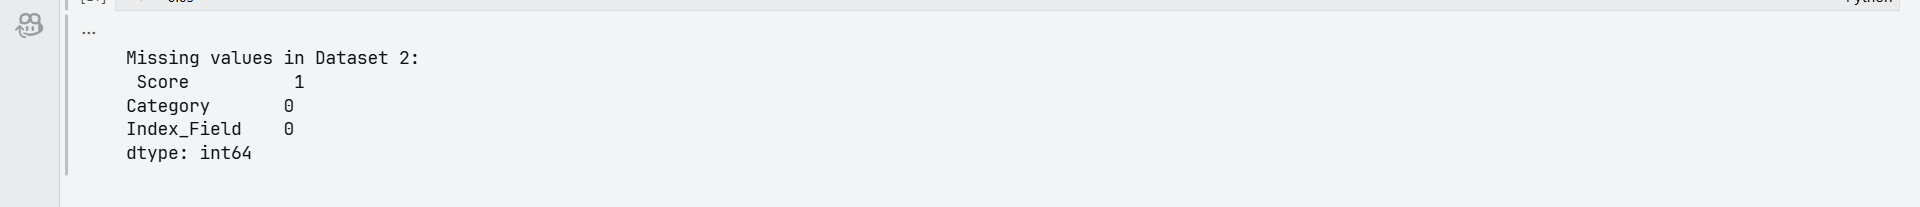 Missing values in Dataset 2:
 Score          1
Category       0
Index_Field    0
dtype: int64